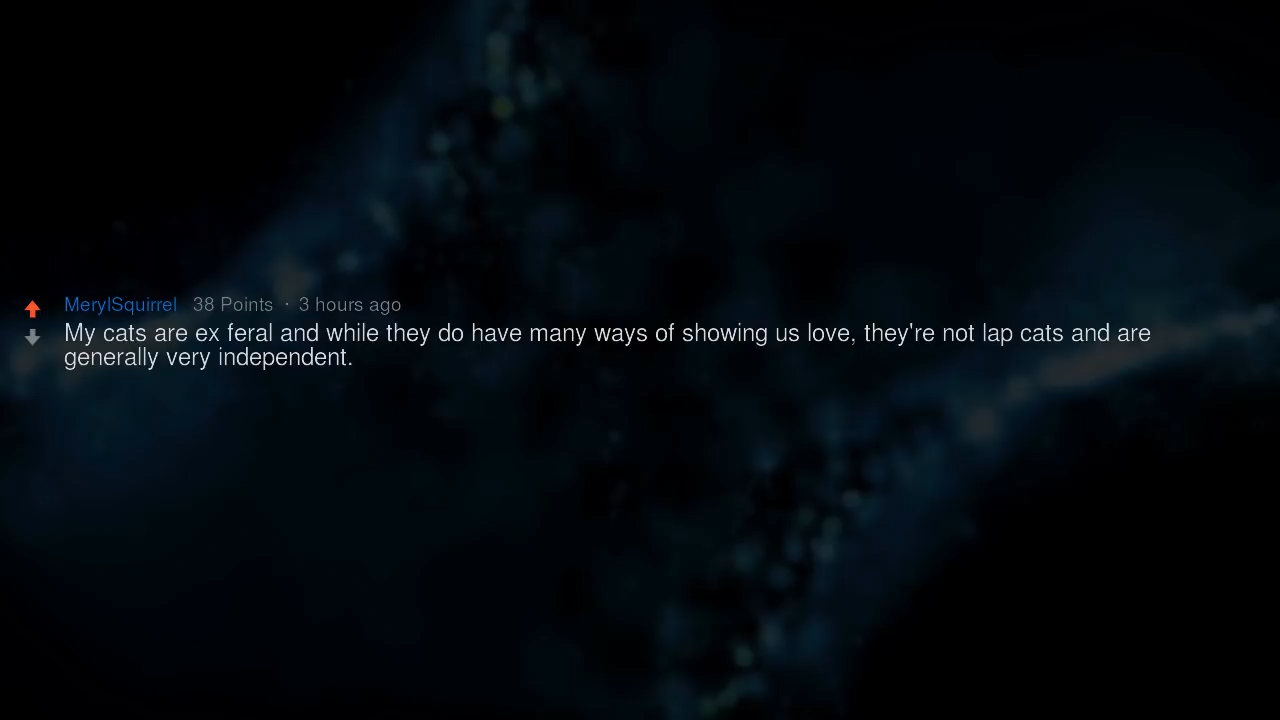 MerylSquirrel 38 Points · 3 hours ago
My cats are ex feral and while they do have many ways of showing us love, they're not lap cats and are
generally very independent.